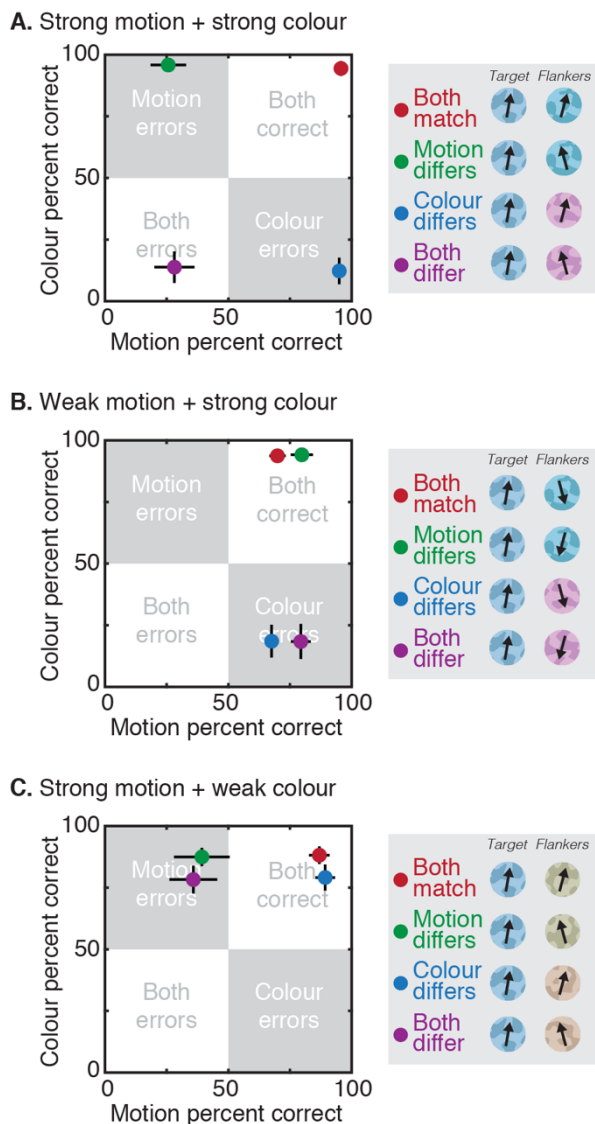 A. Strong motion + strong colour
100
50
0
0
50
100
Colour percent correct
Motion percent correct
Motion
errors
Both
correct
Both
errors
Colour
errors
Target
Flankers
Both
match
Motion
differs
Colour
differs
Both
differ
B. Weak motion + strong colour
100
50
0
0
50
100
Colour percent correct
Motion percent correct
Motion
errors
Both
correct
Both
errors
Colour
errors
Target
Flankers
Both
match
Motion
differs
Colour
differs
Both
differ
C. Strong motion + weak colour
100
50
0
0
50
100
Colour percent correct
Motion percent correct
Motion
errors
Both
correct
Both
errors
Colour
errors
Target
Flankers
Both
match
Motion
differs
Colour
differs
Both
differ